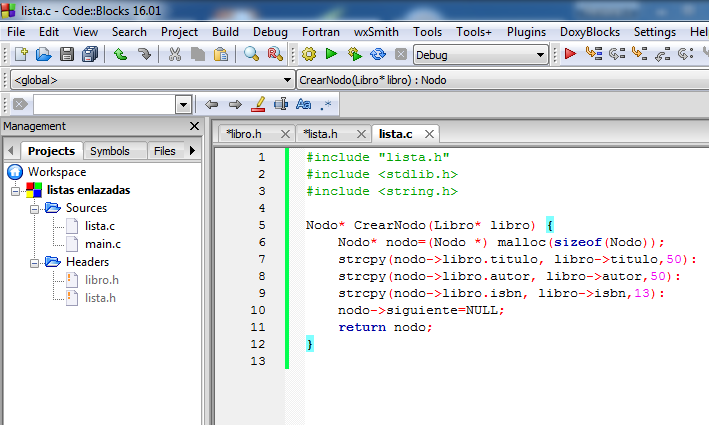 lista.c - Code::Blocks 16.01
File Edit View Search Project Build Debug Fortran wxSmith Tools Tools+ Plugins DoxyBlocks Settings Hel
Debug
<global> CrearNodo(Libro* libro) : Nodo
Aa .*
Management
Projects Symbols Files
Workspace
listas enlazadas
Sources
lista.c
main.c
Headers
libro.h
lista.h
*libro.h *lista.h lista.c
1 #include "lista.h"
2 #include <stdlib.h>
3 #include <string.h>
4
5 Nodo* CrearNodo(Libro* libro) {
6 Nodo* nodo=(Nodo *) malloc(sizeof(Nodo));
7 strcpy(nodo->libro.titulo, libro->titulo,50):
8 strcpy(nodo->libro.autor, libro->autor,50):
9 strcpy(nodo->libro.isbn, libro->isbn,13):
10 nodo->siguiente=NULL;
11 return nodo;
12 }
13